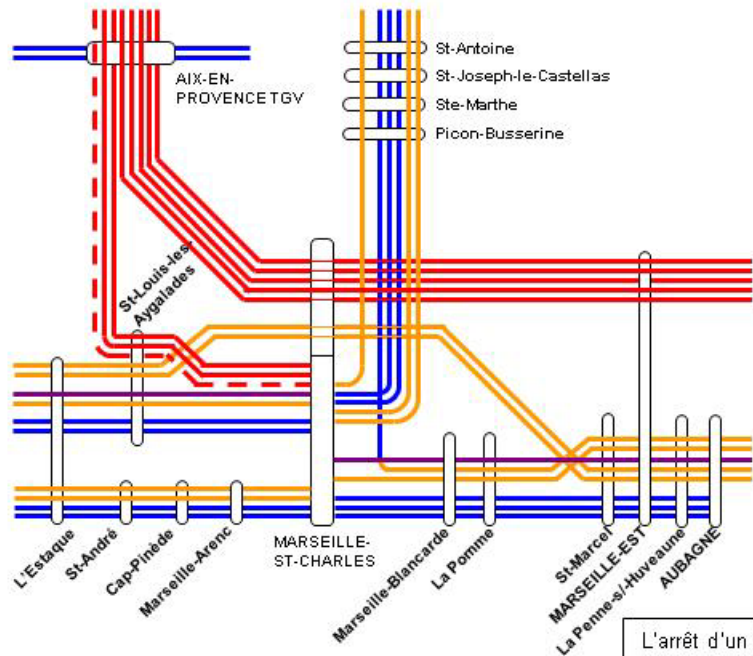 St-Antoine
St-Joseph-le-Castellas
Ste-Marthe
Picon-Busserine
AIX-EN-
PROVENCE TGV
St-Louis-les-
Aygalades
L'Estaque
St-André
Cap-Pinède
Marseille-Arenc
MARSEILLE-
ST-CHARLES
Marseille-Blancarde
La Pomme
St-Marcel
MARSEILLE-EST
La Penne-s/-Huveaune
AUBAGNE
L'arrêt d'un